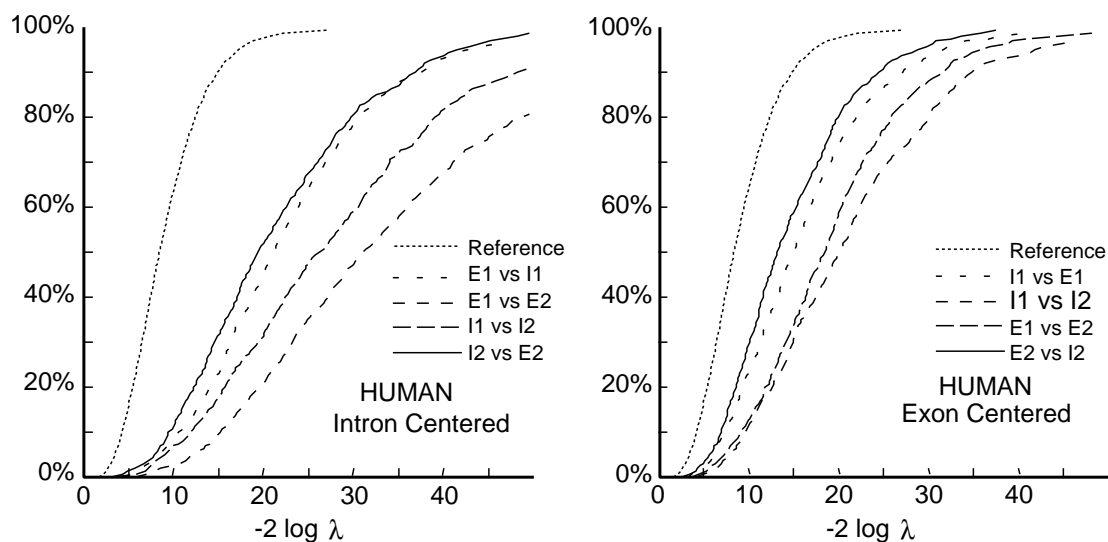 100%
80%
60%
40%
20%
0%
0 10 20 30 40
-2 log λ
Reference
E1 vs I1
E1 vs E2
I1 vs I2
I2 vs E2
HUMAN
Intron Centered
100%
80%
60%
40%
20%
0%
0 10 20 30 40
-2 log λ
Reference
I1 vs E1
I1 vs I2
E1 vs E2
E2 vs I2
HUMAN
Exon Centered